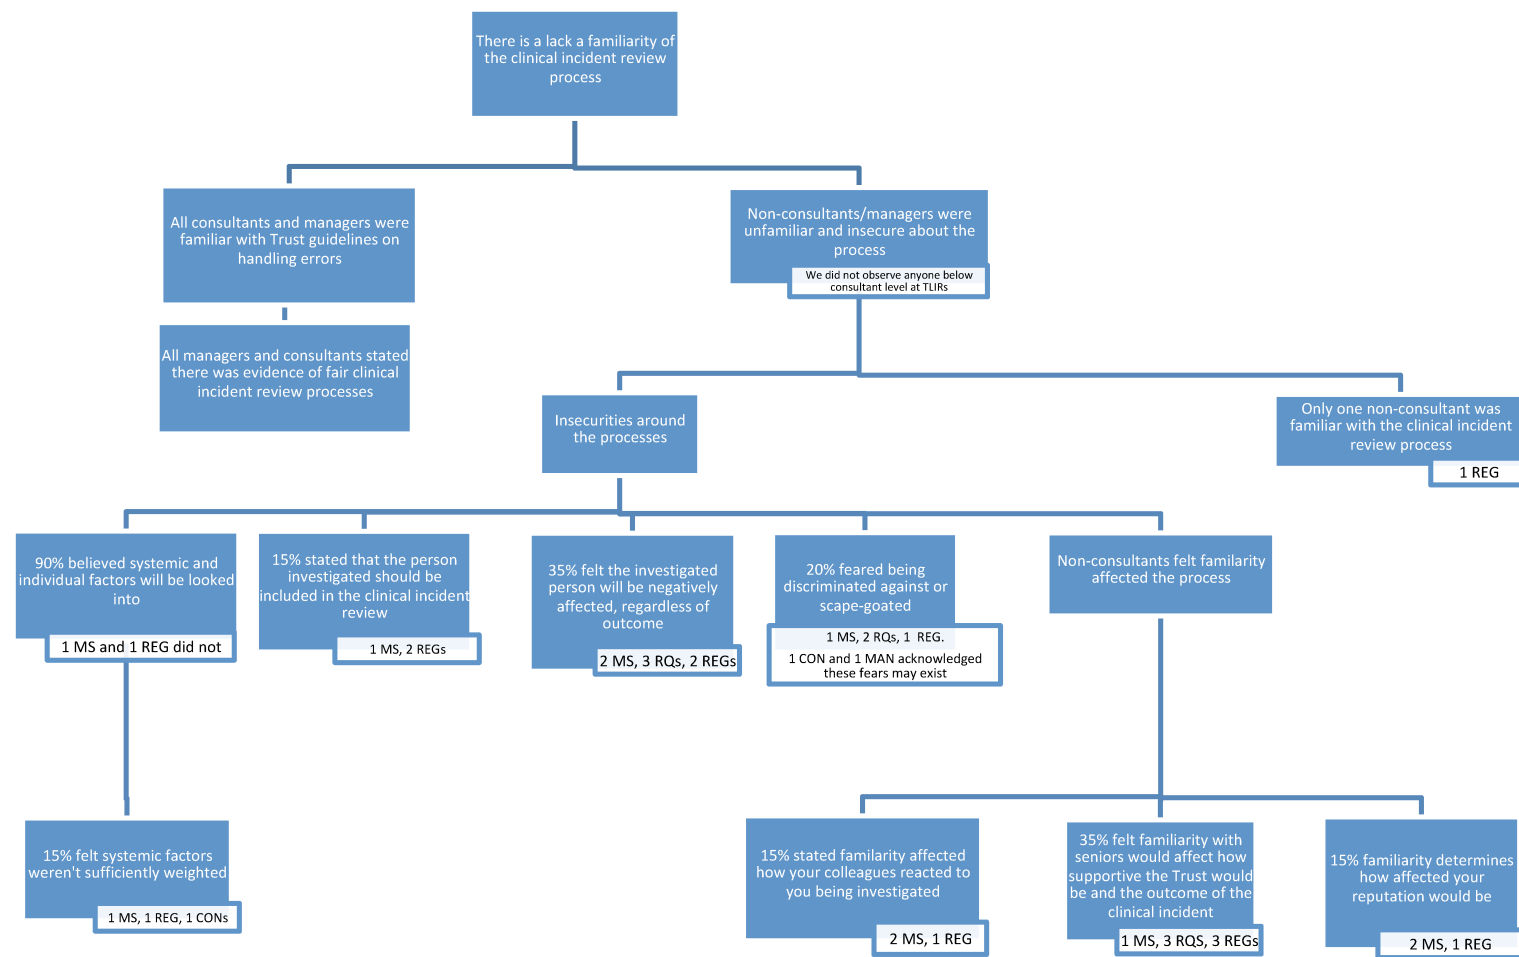 There is a lack a familiarity of
the clinical incident review
process
All consultants and managers were
familiar with Trust guidelines on
handling errors
Non-consultants/managers were
unfamiliar and insecure about the
process
We did not observe anyone below
consultant level at TLIRs
All managers and consultants stated
there was evidence of fair clinical
incident review processes
Insecurities around
the processes
Only one non-consultant was
familiar with the clinical incident
review process
1 REG
90% believed systemic and
individual factors will be looked
into
1 MS and 1 REG did not
15% stated that the person
investigated should be
included in the clinical incident
review
1 MS, 2 REGs
35% felt the investigated
person will be negatively
affected, regardless of
outcome
2 MS, 3 RQs, 2 REGs
20% feared being
discriminated against or
scape-goated
1 MS, 2 RQs, 1 REG.
1 CON and 1 MAN acknowledged
these fears may exist
Non-consultants felt familarity
affected the process
15% felt systemic factors
weren't sufficiently weighted
1 MS, 1 REG, 1 CONs
15% stated familarity affected
how your colleagues reacted to
you being investigated
2 MS, 1 REG
35% felt familiarity with
seniors would affect how
supportive the Trust would
be and the outcome of the
clinical incident
1 MS, 3 RQS, 3 REGs
15% familiarity determines
how affected your
reputation would be
2 MS, 1 REG